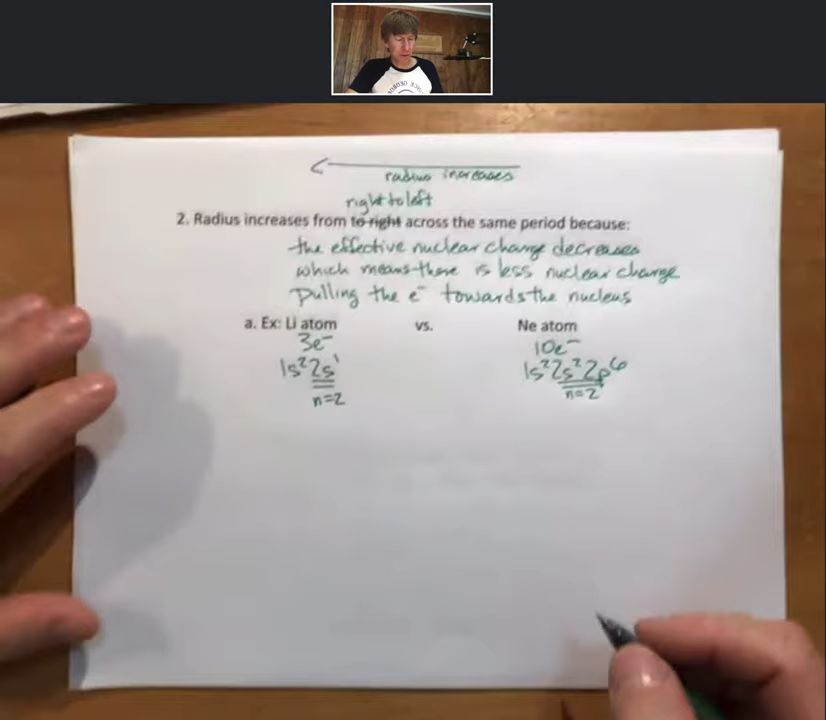 radius increases
right to left
2. Radius increases from to right across the same period because:
the effective nuclear charge decreases
which means there is less nuclear charge
pulling the e⁻ towards the nucleus
a. Ex: Li atom vs. Ne atom
3e⁻ 10e⁻
1s²2s¹ 1s²2s²2p⁶
n=2 n=2